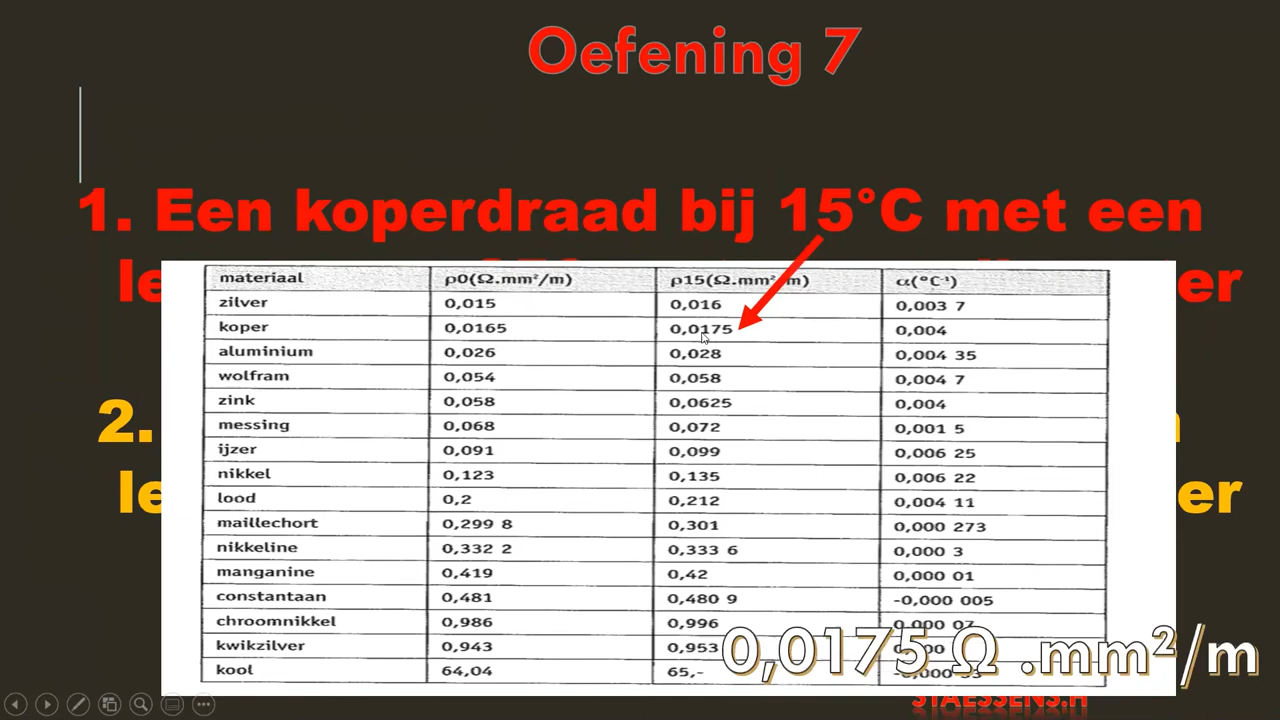 Oefening 7
1. Een koperdraad bij 15°C met een
le er
materiaal ρ0(Ω.mm²/m) ρ15(Ω.mm²/m) α(°C⁻¹)
zilver 0,015 0,016 0,003 7
koper 0,0165 0,0175 0,004
aluminium 0,026 0,028 0,004 35
wolfram 0,054 0,058 0,004 7
zink 0,058 0,0625 0,004
messing 0,068 0,072 0,001 5
ijzer 0,091 0,099 0,006 25
nikkel 0,123 0,135 0,006 22
lood 0,2 0,212 0,004 11
maillechort 0,299 8 0,301 0,000 273
nikkeline 0,332 2 0,333 6 0,000 3
manganine 0,419 0,42 0,000 01
constantaan 0,481 0,480 9 -0,000 005
chroomnikkel 0,986 0,996 0,000 07
kwikzilver 0,943 0,953
kool 64,04 65,-
2.
le er
0,0175 Ω .mm²/m
STAESSENS.H